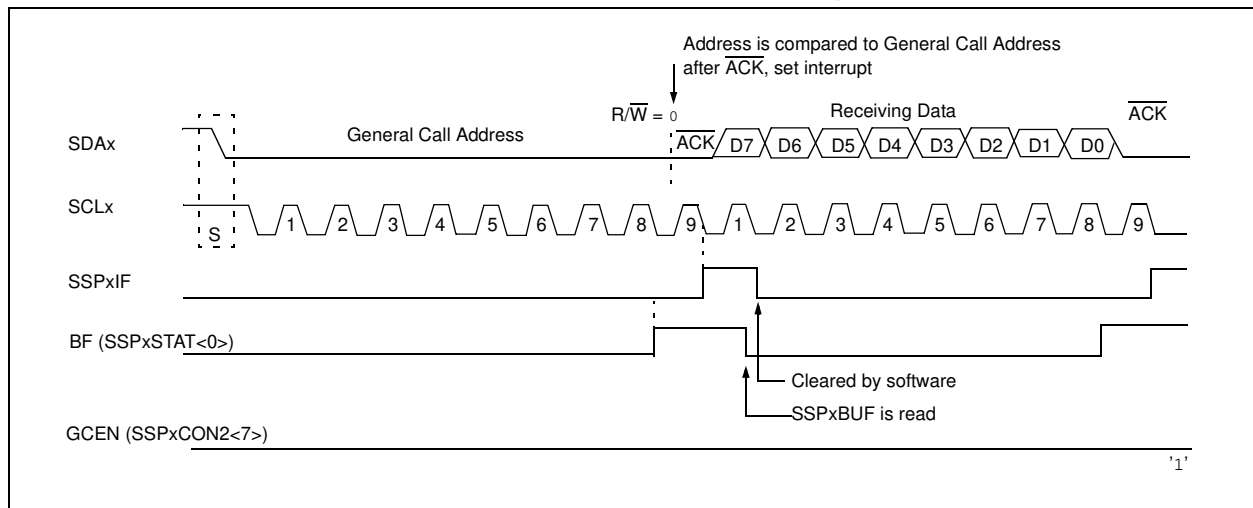 Address is compared to General Call Address
after ACK, set interrupt
R/W = 0
Receiving Data
ACK
SDAx
General Call Address
ACK D7 D6 D5 D4 D3 D2 D1 D0
SCLx
S
1 2 3 4 5 6 7 8 9 1 2 3 4 5 6 7 8 9
SSPxIF
BF (SSPxSTAT<0>)
Cleared by software
SSPxBUF is read
GCEN (SSPxCON2<7>)
'1'